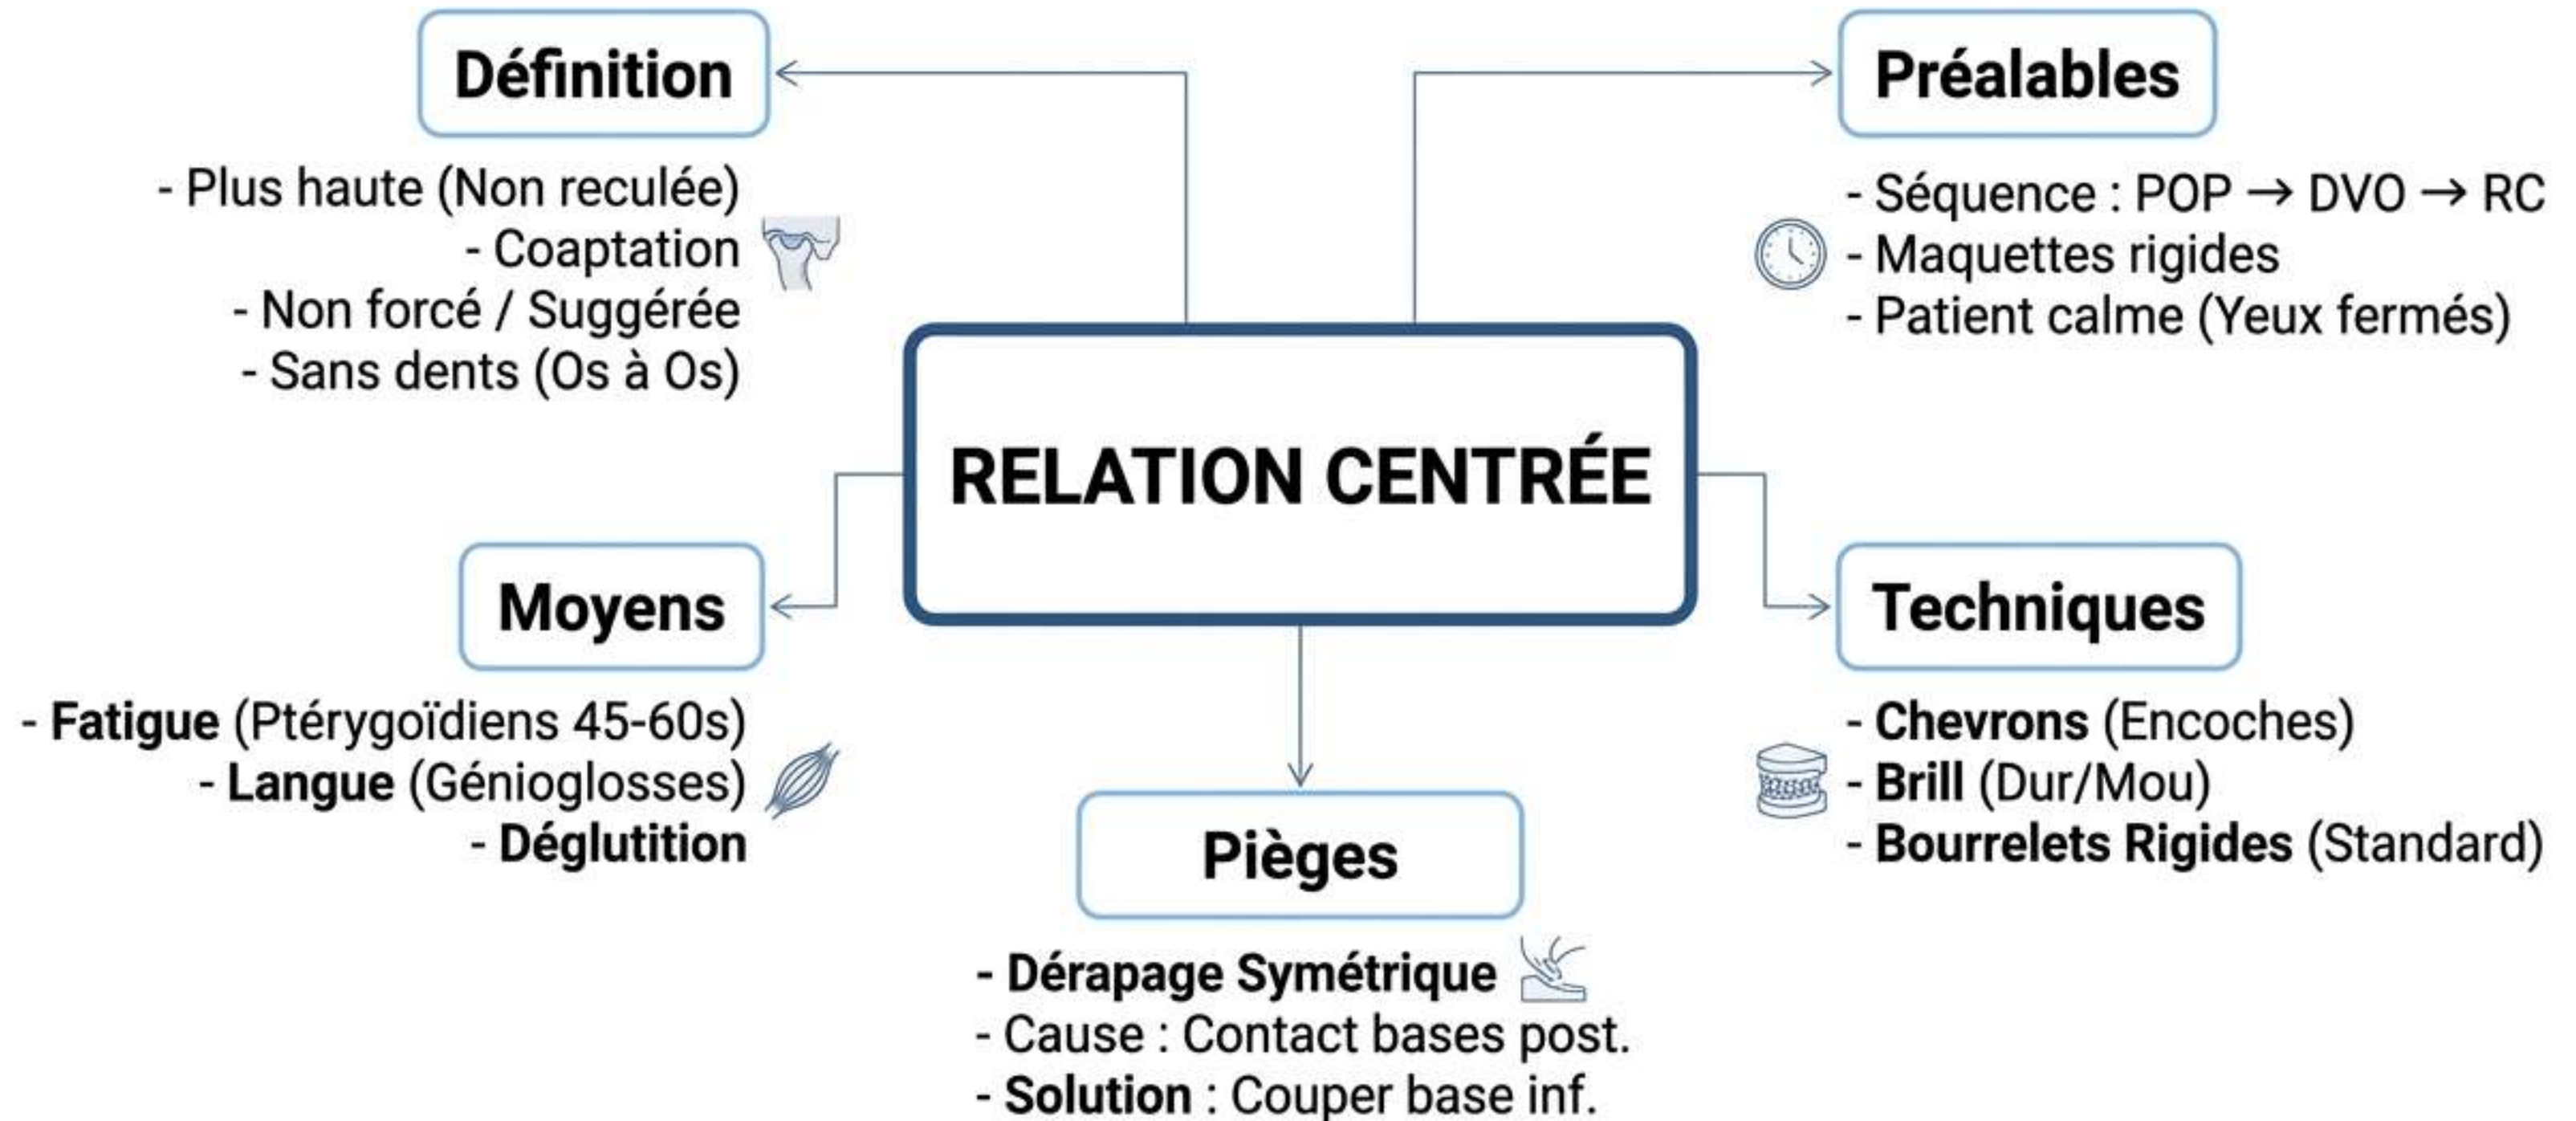 Définition
- Plus haute (Non reculée)
- Coaptation
- Non forcé / Suggérée
- Sans dents (Os à Os)
Préalables
- Séquence : POP → DVO → RC
- Maquettes rigides
- Patient calme (Yeux fermés)
RELATION CENTRÉE
Moyens
- Fatigue (Ptérygoïdiens 45-60s)
- Langue (Génioglosses)
- Déglutition
Techniques
- Chevrons (Encoches)
- Brill (Dur/Mou)
- Bourrelets Rigides (Standard)
Pièges
- Dérapage Symétrique
- Cause : Contact bases post.
- Solution : Couper base inf.